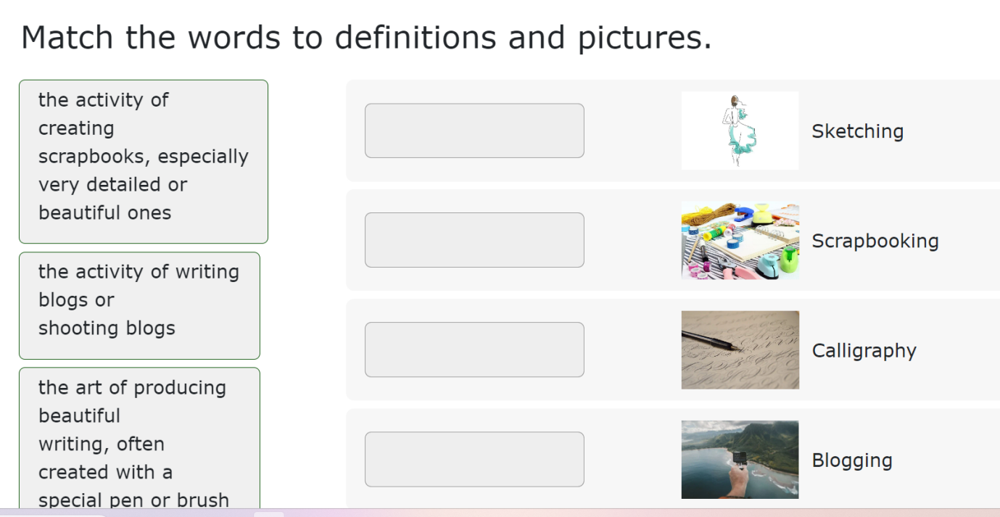 Match the words to definitions and pictures.
the activity of
creating
scrapbooks, especially
very detailed or
beautiful ones
the activity of writing
blogs or
shooting blogs
the art of producing
beautiful
writing, often
created with a
special pen or brush
Sketching
Scrapbooking
Calligraphy
Blogging